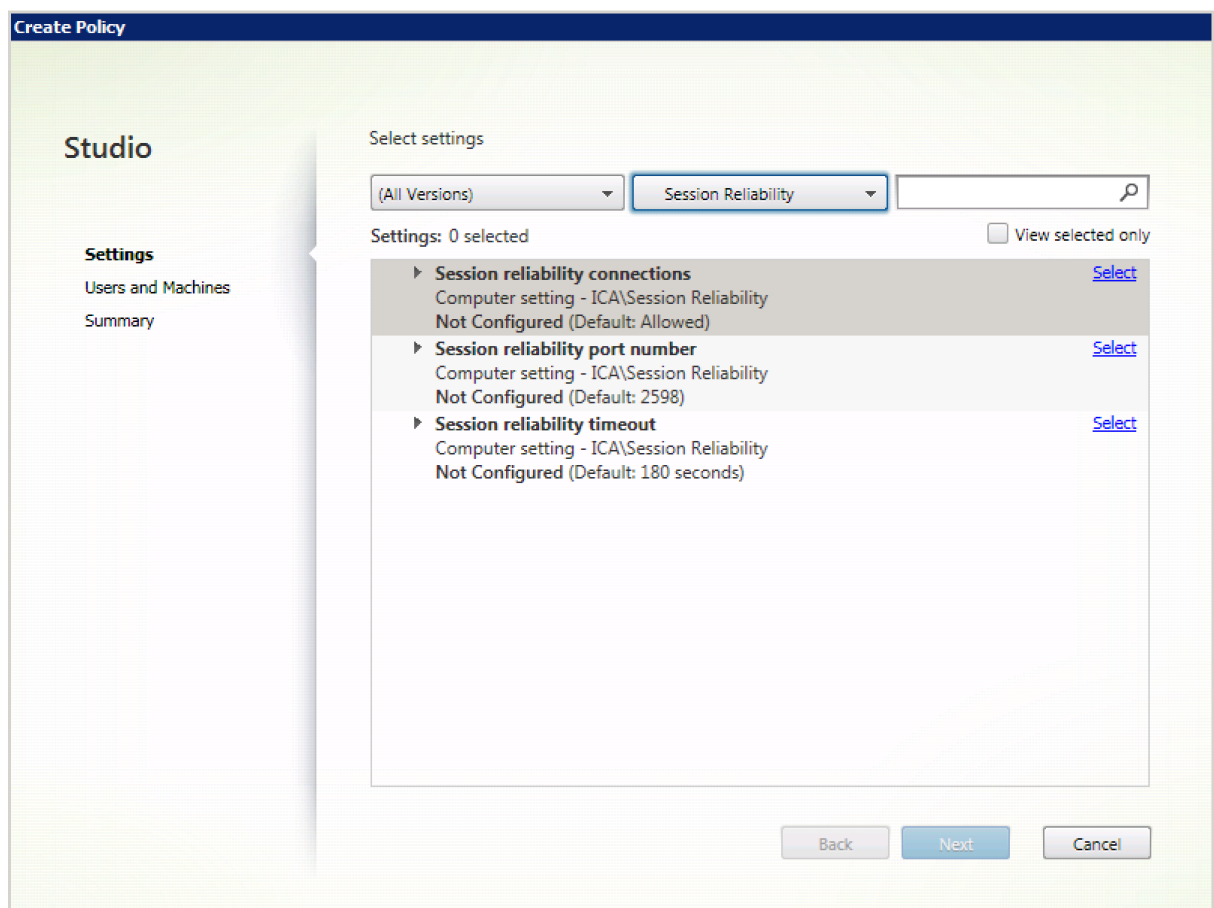 Create Policy
Studio
Settings
Users and Machines
Summary
Select settings
(All Versions)
Session Reliability
Settings: 0 selected
View selected only
Session reliability connections
Select
Computer setting - ICA\Session Reliability
Not Configured (Default: Allowed)
Session reliability port number
Select
Computer setting - ICA\Session Reliability
Not Configured (Default: 2598)
Session reliability timeout
Select
Computer setting - ICA\Session Reliability
Not Configured (Default: 180 seconds)
Back
Next
Cancel